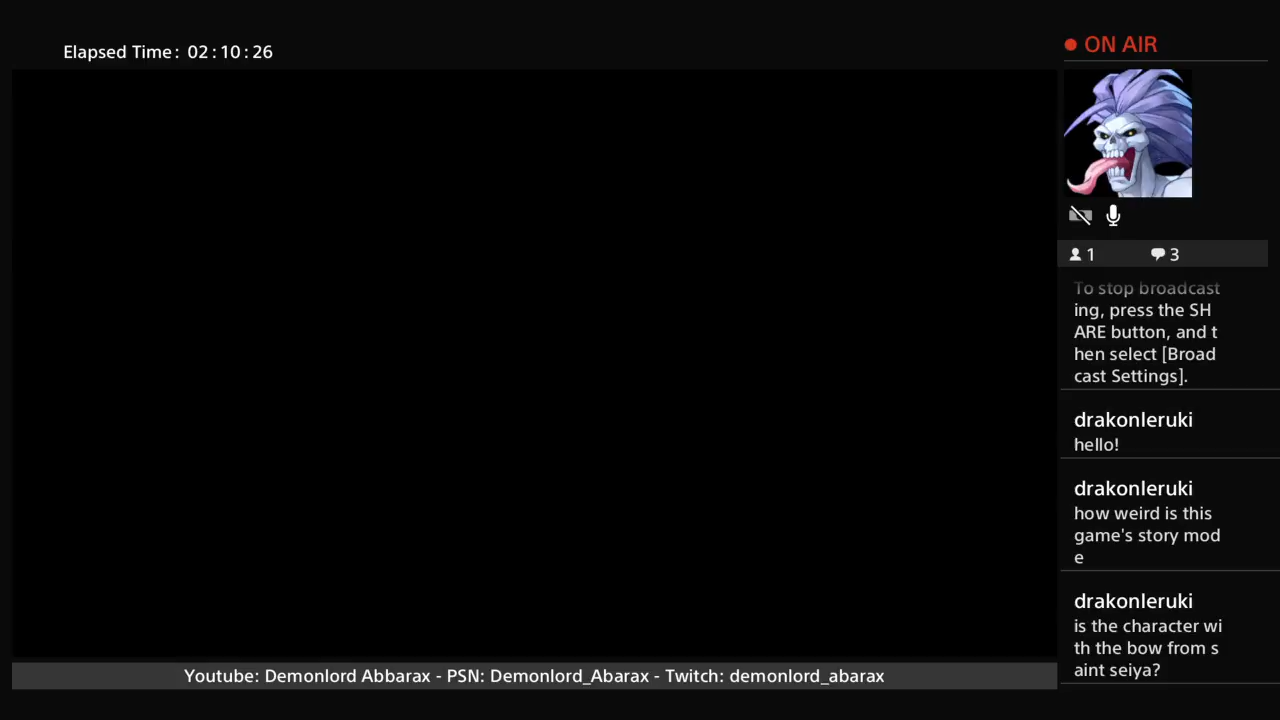 Elapsed Time: 02:10:26
ON AIR
1 3
To stop broadcast
ing, press the SH
ARE button, and t
hen select [Broad
cast Settings].
drakonleruki
hello!
drakonleruki
how weird is this
game's story mod
e
drakonleruki
is the character wi
th the bow from s
aint seiya?
Youtube: Demonlord Abbarax - PSN: Demonlord_Abarax - Twitch: demonlord_abarax